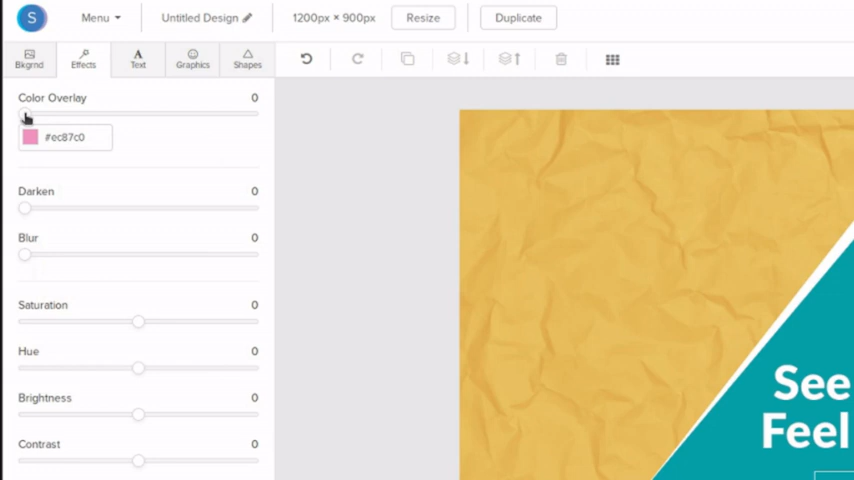 S Menu Untitled Design 1200px × 900px Resize Duplicate
Bkgrnd Effects Text Graphics Shapes
Color Overlay 0
#ec87c0
Darken 0
Blur 0
Saturation 0
Hue 0
Brightness 0
Contrast 0
See
Feel